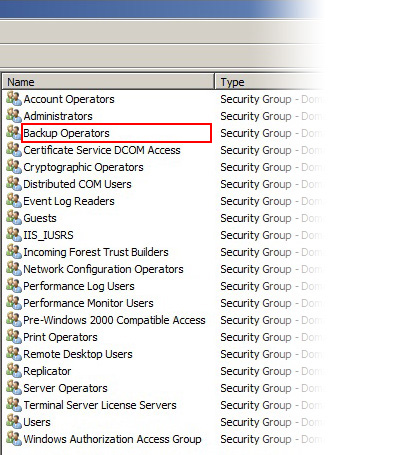 Name Type
Account Operators Security Group - Dom
Administrators Security Group - Dom
Backup Operators Security Group - Dom
Certificate Service DCOM Access Security Group - Dom
Cryptographic Operators Security Group - Dom
Distributed COM Users Security Group - Dom
Event Log Readers Security Group - Dom
Guests Security Group - Dom
IIS_IUSRS Security Group - Dom
Incoming Forest Trust Builders Security Group - Dom
Network Configuration Operators Security Group - Dom
Performance Log Users Security Group - Dom
Performance Monitor Users Security Group - Dom
Pre-Windows 2000 Compatible Access Security Group - Dom
Print Operators Security Group - Dom
Remote Desktop Users Security Group - Dom
Replicator Security Group - Dom
Server Operators Security Group - Dom
Terminal Server License Servers Security Group - Dom
Users Security Group - Dom
Windows Authorization Access Group Security Group - Dom